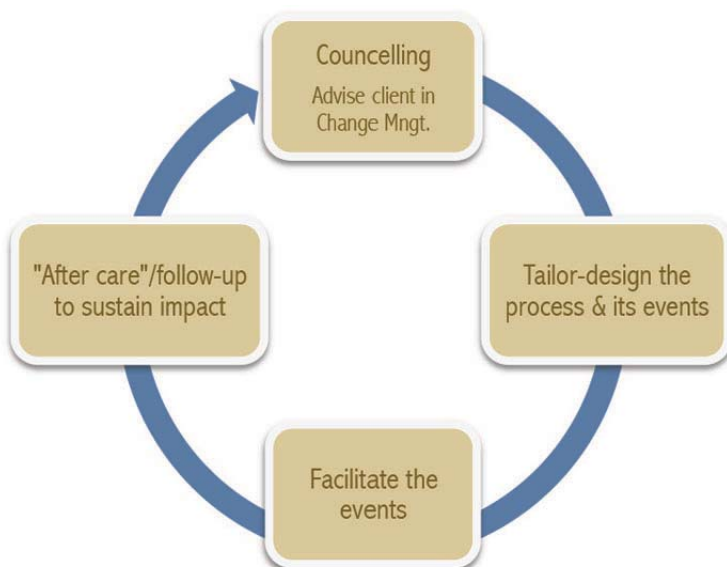 Councelling
Advise client in
Change Mngt.
Tailor-design the
process & its events
Facilitate the
events
"After care"/follow-up
to sustain impact